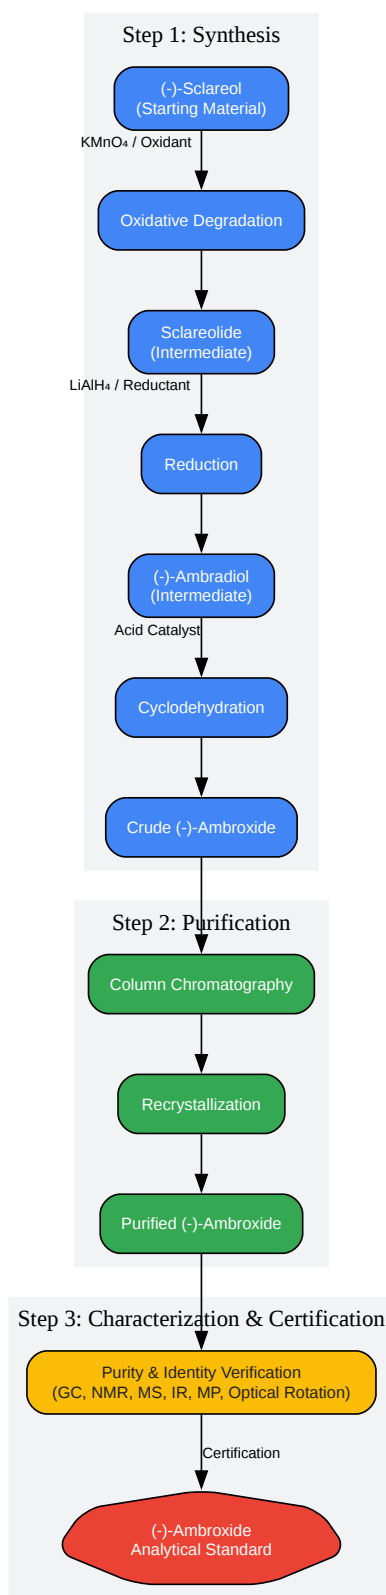 Step 1: Synthesis
(-)-Sclareol
(Starting Material)
KMnO₄ / Oxidant
Oxidative Degradation
Sclareolide
(Intermediate)
LiAlH₄ / Reductant
Reduction
(-)-Ambradiol
(Intermediate)
Acid Catalyst
Cyclodehydration
Crude (-)-Ambroxide
Step 2: Purification
Column Chromatography
Recrystallization
Purified (-)-Ambroxide
Step 3: Characterization & Certification
Purity & Identity Verification
(GC, NMR, MS, IR, MP, Optical Rotation)
Certification
(-)-Ambroxide
Analytical Standard